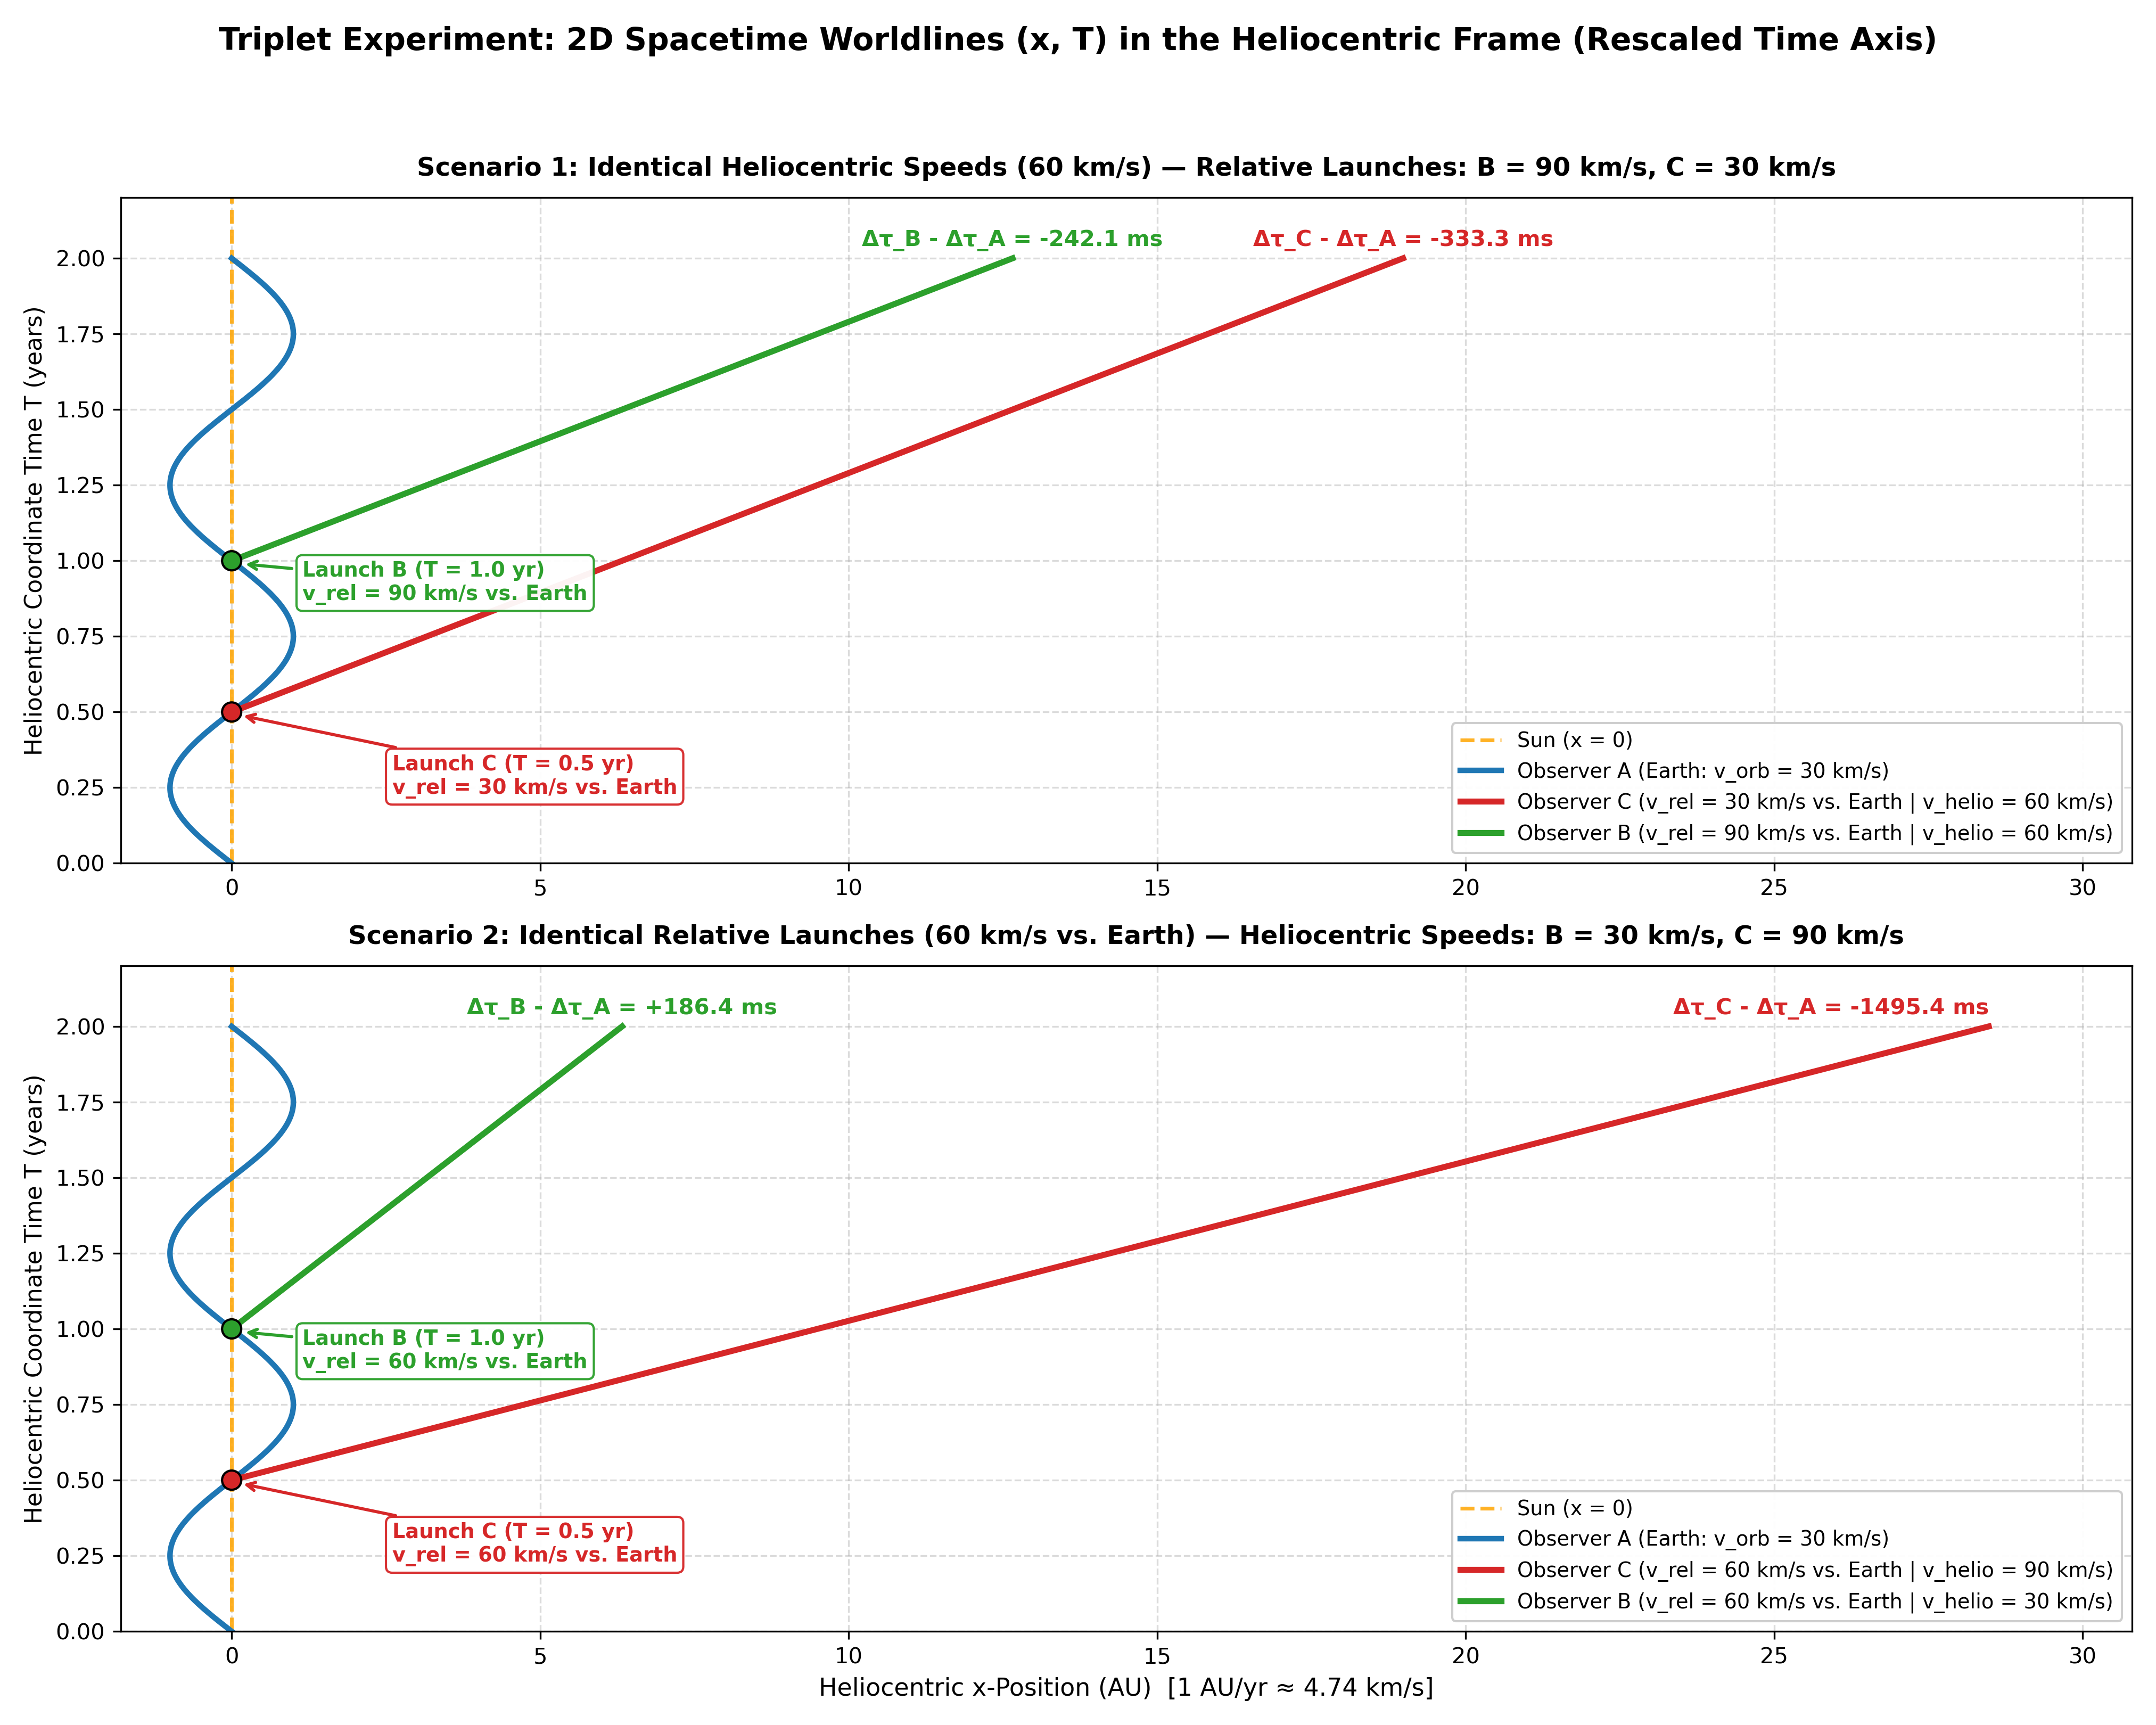 Triplet Experiment: 2D Spacetime Worldlines (x, T) in the Heliocentric Frame (Rescaled Time Axis)
Scenario 1: Identical Heliocentric Speeds (60 km/s) — Relative Launches: B = 90 km/s, C = 30 km/s
Heliocentric Coordinate Time T (years)
2.00
1.75
1.50
1.25
1.00
0.75
0.50
0.25
0.00
Δτ_B - Δτ_A = -242.1 ms
Δτ_C - Δτ_A = -333.3 ms
Launch B (T = 1.0 yr)
v_rel = 90 km/s vs. Earth
Launch C (T = 0.5 yr)
v_rel = 30 km/s vs. Earth
Sun (x = 0)
Observer A (Earth: v_orb = 30 km/s)
Observer C (v_rel = 30 km/s vs. Earth | v_helio = 60 km/s)
Observer B (v_rel = 90 km/s vs. Earth | v_helio = 60 km/s)
0 5 10 15 20 25 30
Scenario 2: Identical Relative Launches (60 km/s vs. Earth) — Heliocentric Speeds: B = 30 km/s, C = 90 km/s
Heliocentric Coordinate Time T (years)
2.00
1.75
1.50
1.25
1.00
0.75
0.50
0.25
0.00
Δτ_B - Δτ_A = +186.4 ms
Δτ_C - Δτ_A = -1495.4 ms
Launch B (T = 1.0 yr)
v_rel = 60 km/s vs. Earth
Launch C (T = 0.5 yr)
v_rel = 60 km/s vs. Earth
Sun (x = 0)
Observer A (Earth: v_orb = 30 km/s)
Observer C (v_rel = 60 km/s vs. Earth | v_helio = 90 km/s)
Observer B (v_rel = 60 km/s vs. Earth | v_helio = 30 km/s)
0 5 10 15 20 25 30
Heliocentric x-Position (AU)  [1 AU/yr ≈ 4.74 km/s]